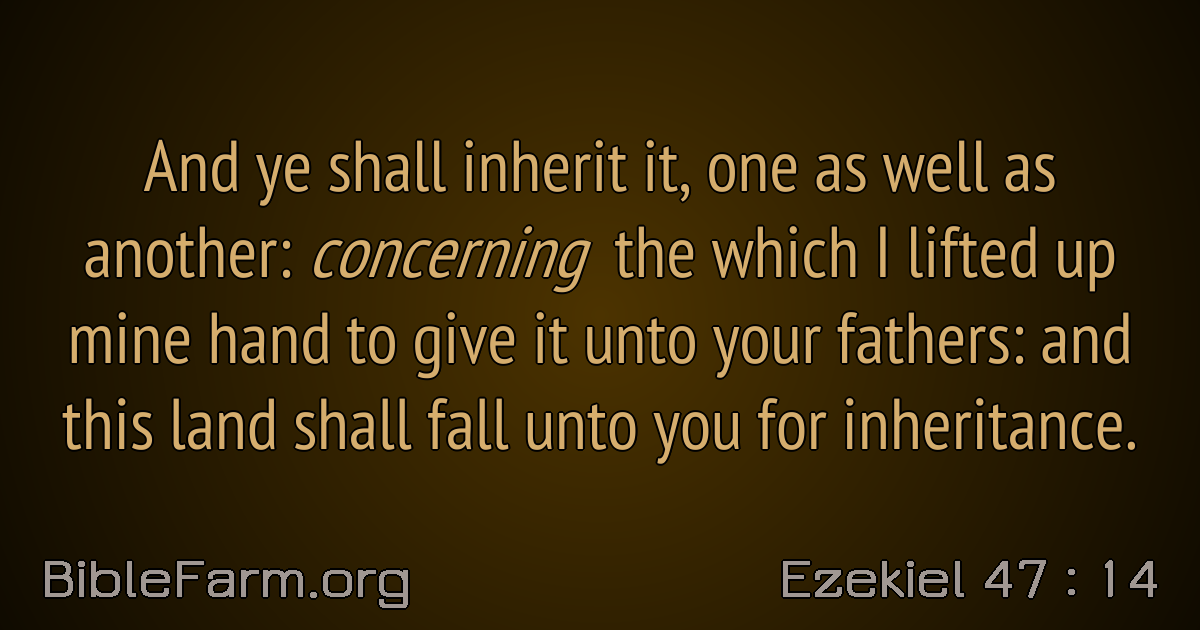 And ye shall inherit it, one as well as
another: concerning the which I lifted up
mine hand to give it unto your fathers: and
this land shall fall unto you for inheritance.
BibleFarm.org
Ezekiel 47 : 14